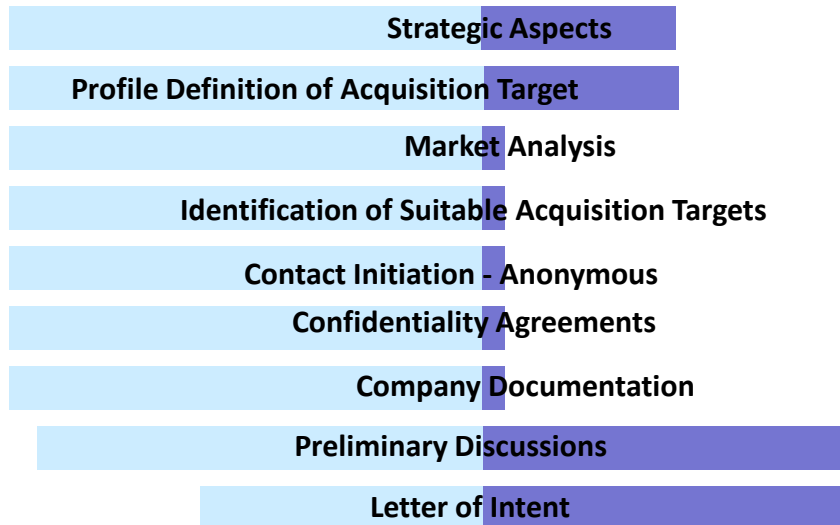 Strategic Aspects
Profile Definition of Acquisition Target
Market Analysis
Identification of Suitable Acquisition Targets
Contact Initiation - Anonymous
Confidentiality Agreements
Company Documentation
Preliminary Discussions
Letter of Intent